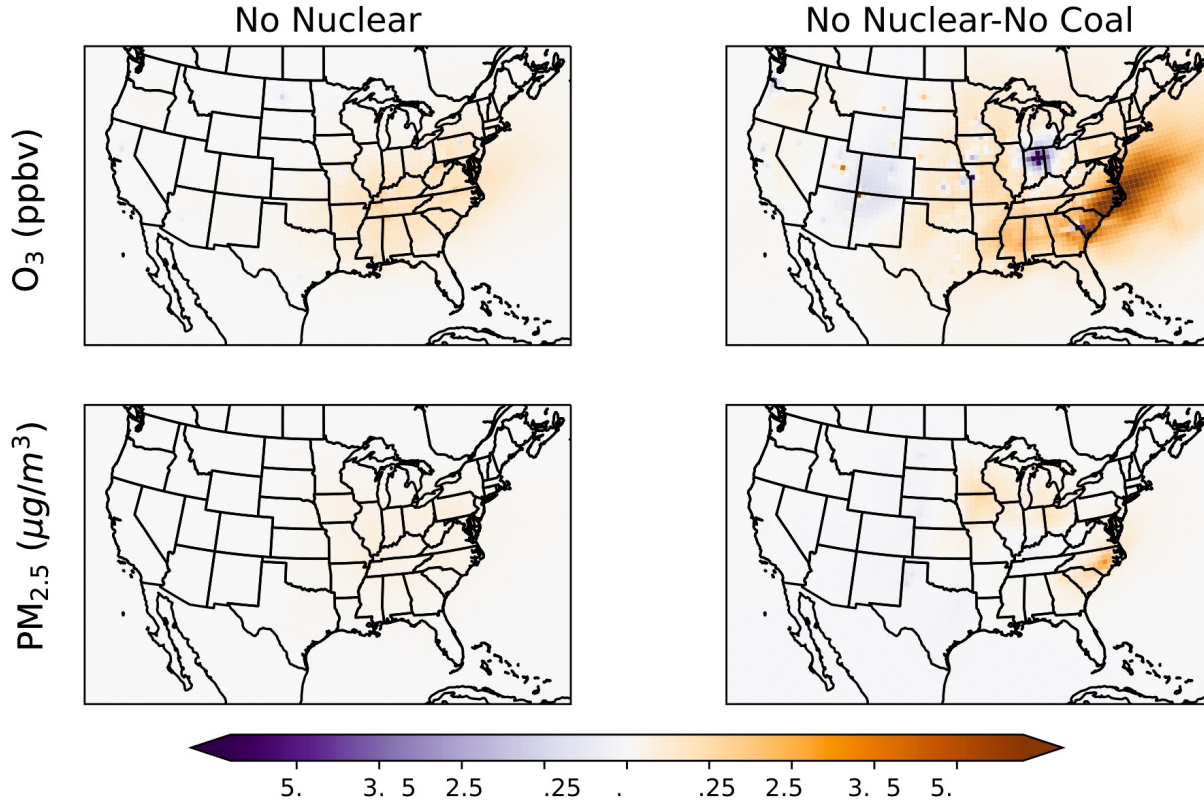 No Nuclear
No Nuclear-No Coal
O₃ (ppbv)
PM₂.₅ (μg/m³)
5. 3. 5 2.5 .25 . .25 2.5 3. 5 5.